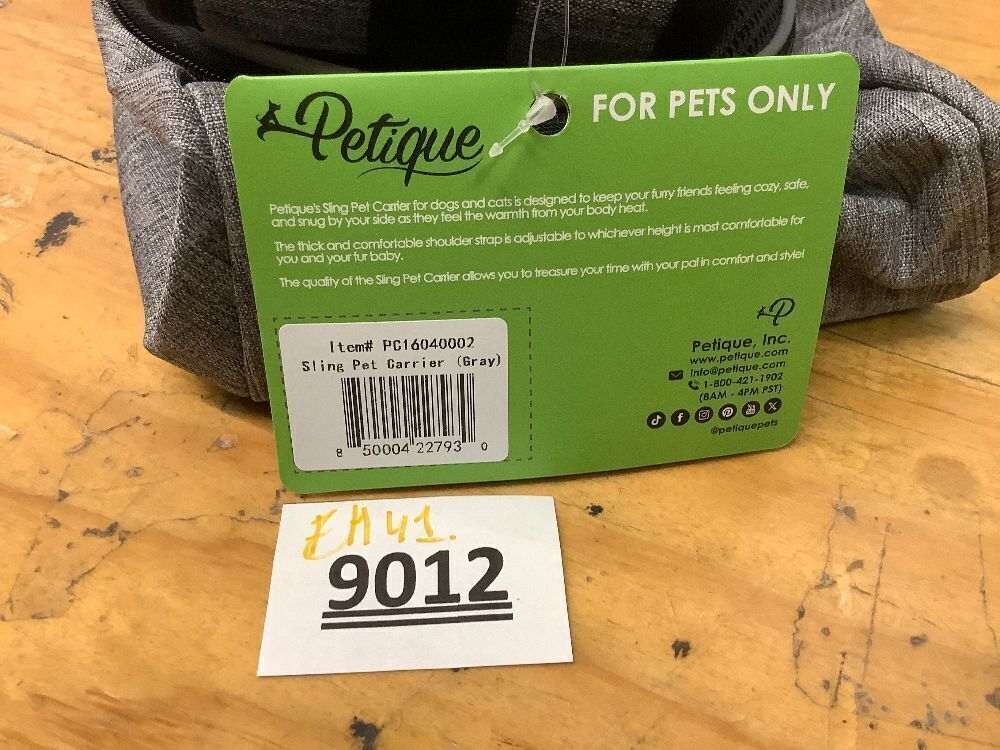 Petique
FOR PETS ONLY
Petique's Sling Pet Carrier for dogs and cats is designed to keep your furry friends feeling cozy, safe,
and snug by your side as they feel the warmth from your body heat.
The thick and comfortable shoulder strap is adjustable to whichever height is most comfortable for
you and your fur baby.
The quality of the Sling Pet Carrier allows you to treasure your time with your pal in comfort and style!
Item# PC16040002
Sling Pet Carrier (Gray)
8 50004 22793 0
P
Petique, Inc.
www.petique.com
info@petique.com
1-800-421-1902
(8AM - 4PM PST)
@petiquepets
EH41.
9012